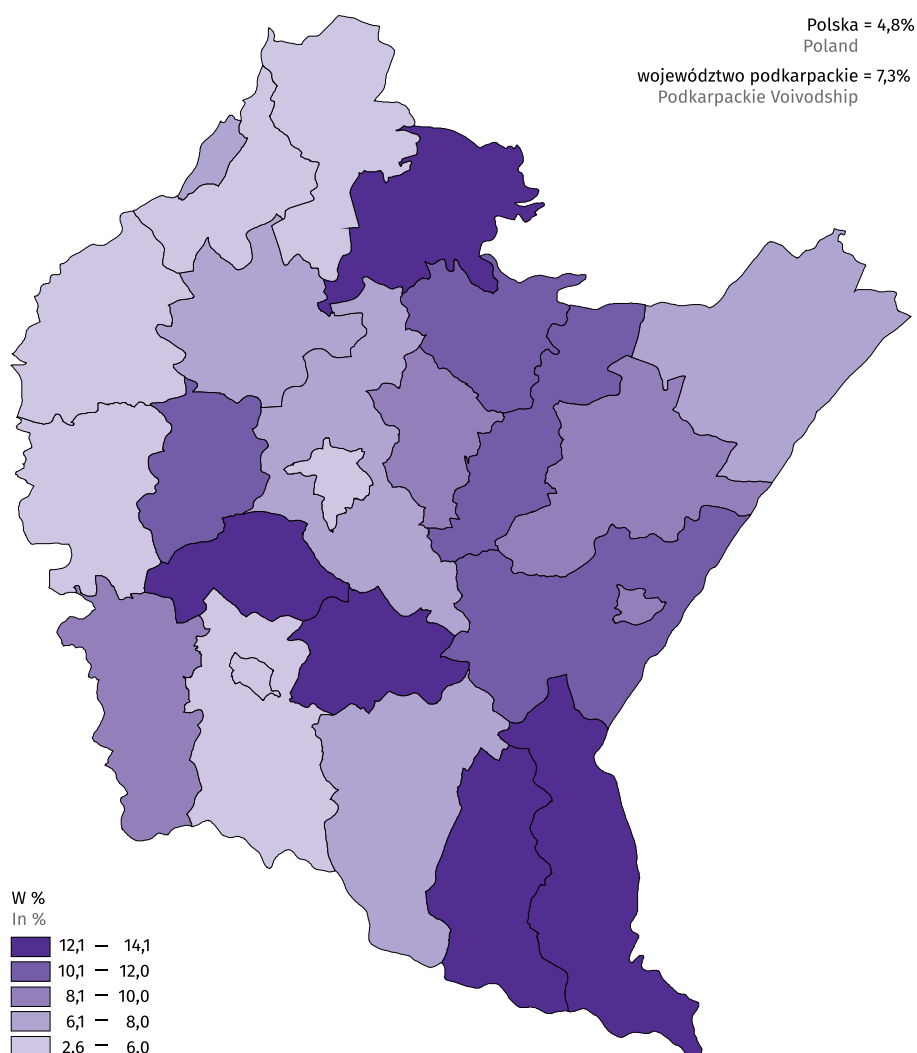 Polska = 4,8%
Poland
województwo podkarpackie = 7,3%
Podkarpackie Voivodship
W %
In %
12,1 – 14,1
10,1 – 12,0
8,1 – 10,0
6,1 – 8,0
2,6 – 6,0